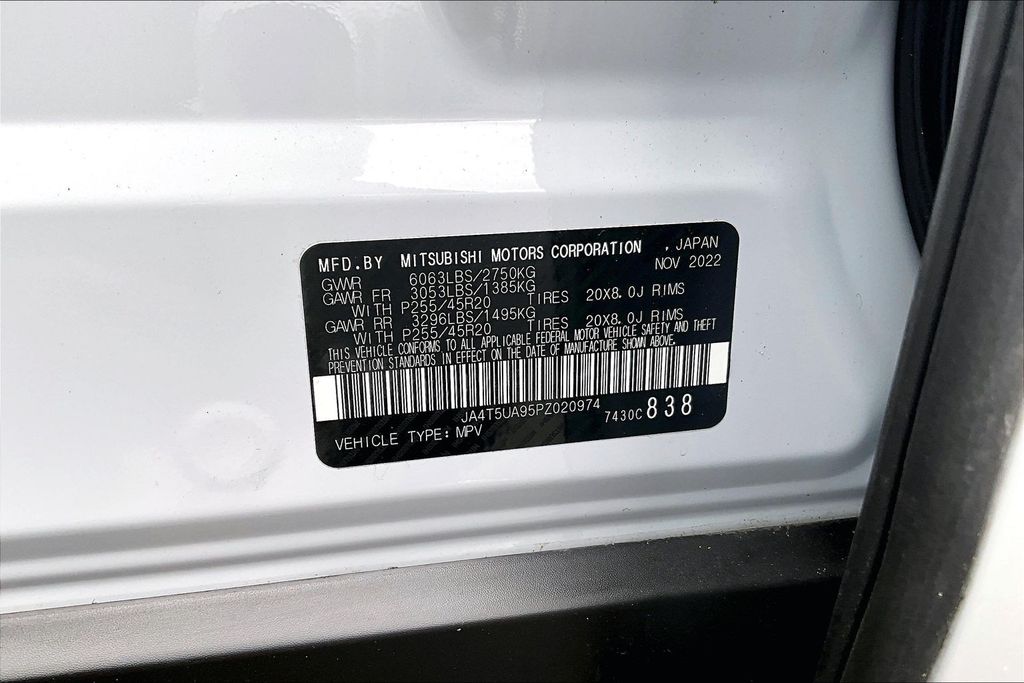 MFD.BY MITSUBISHI MOTORS CORPORATION , JAPAN
NOV 2022
GVWR 6063LBS/2750KG
GAWR FR 3053LBS/1385KG
WITH P255/45R20 TIRES 20X8.0J RIMS
GAWR RR 3296LBS/1495KG
WITH P255/45R20 TIRES 20X8.0J RIMS
THIS VEHICLE CONFORMS TO ALL APPLICABLE FEDERAL MOTOR VEHICLE SAFETY AND THEFT
PREVENTION STANDARDS IN EFFECT ON THE DATE OF MANUFACTURE SHOWN ABOVE.
JA4T5UA95PZ020974 7430C 838
VEHICLE TYPE: MPV